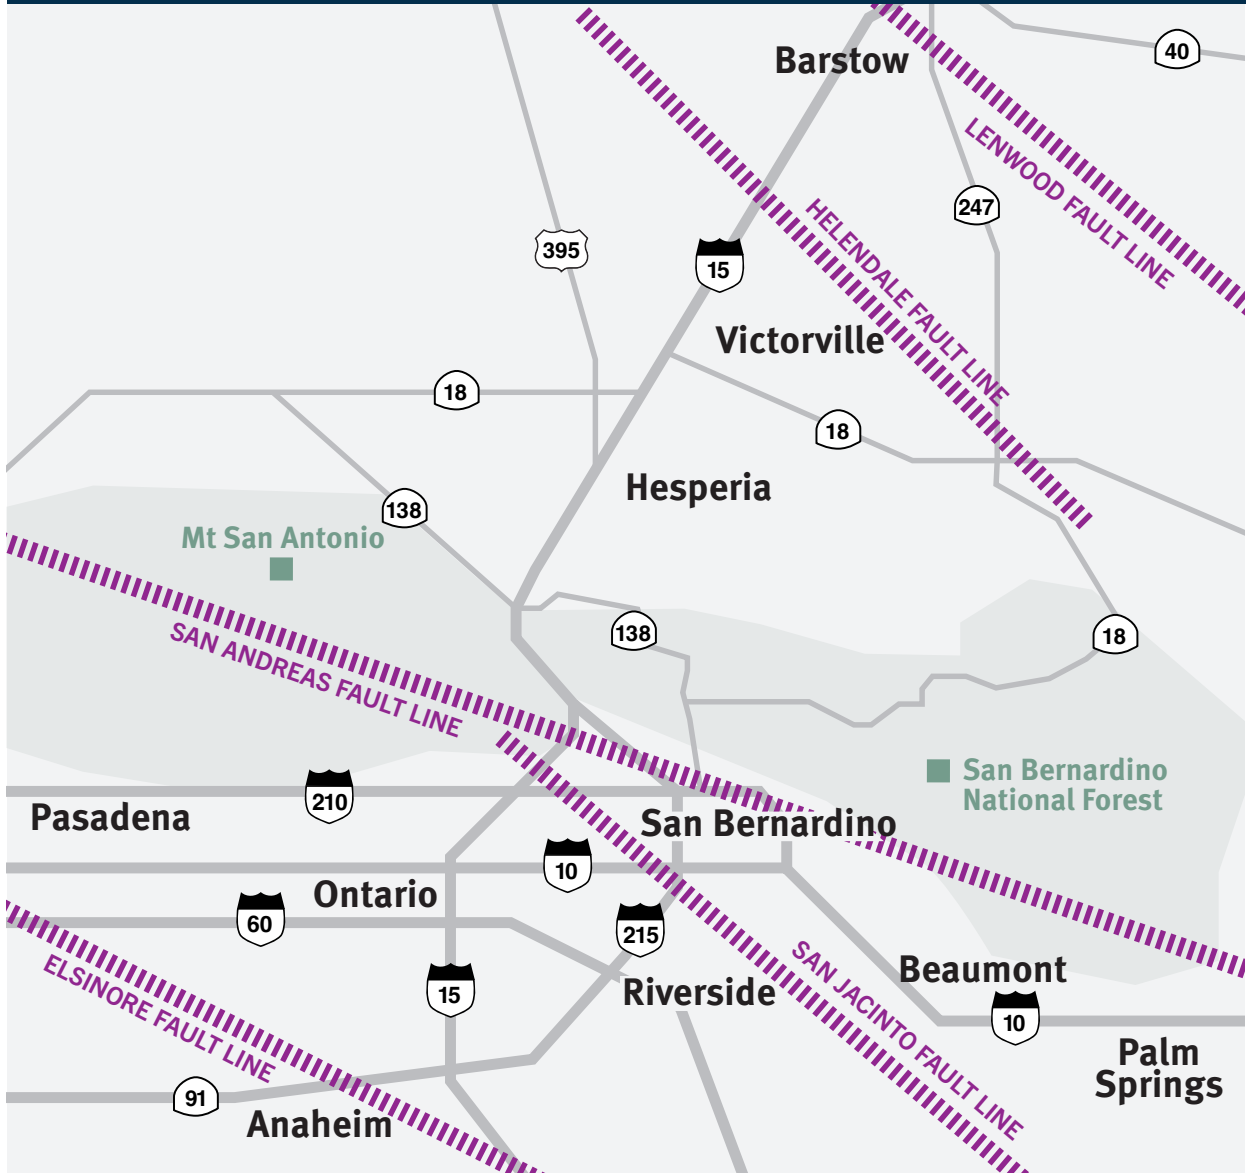 Barstow
40
LENWOOD FAULT LINE
247
HELENDALE FAULT LINE
395
15
Victorville
18
18
Hesperia
138
Mt San Antonio
SAN ANDREAS FAULT LINE
138
18
San Bernardino
National Forest
210
Pasadena
San Bernardino
10
Ontario
60
215
ELSINORE FAULT LINE
15
Riverside
SAN JACINTO FAULT LINE
Beaumont
10
Palm
Springs
91
Anaheim